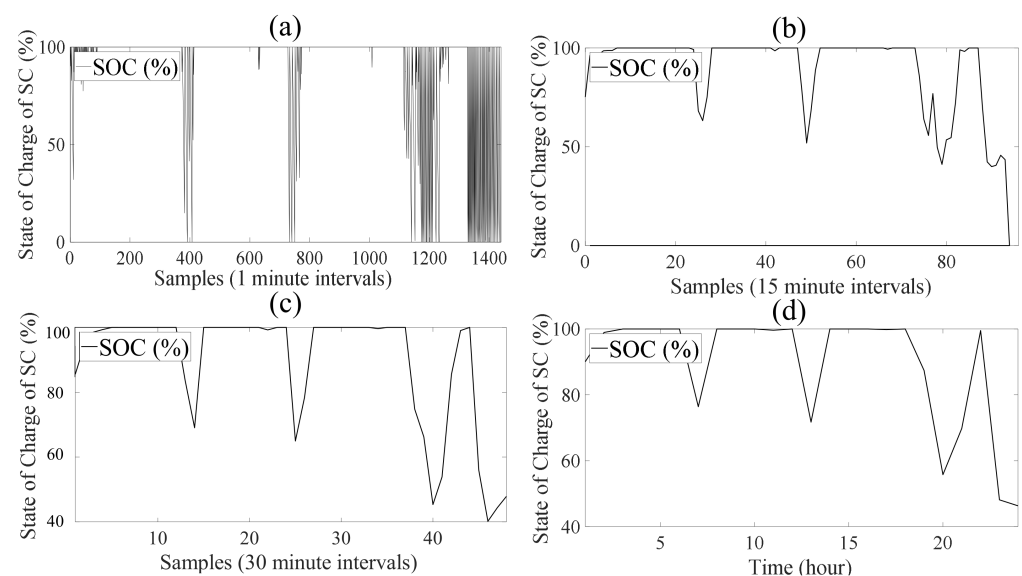 (a)
State of Charge of SC (%)
100
50
0
SOC (%)
0 200 400 600 800 1000 1200 1400
Samples (1 minute intervals)
(b)
State of Charge of SC (%)
100
50
0
SOC (%)
0 20 40 60 80
Samples (15 minute intervals)
(c)
State of Charge of SC (%)
100
80
60
40
SOC (%)
10 20 30 40
Samples (30 minute intervals)
(d)
State of Charge of SC (%)
100
80
60
40
SOC (%)
5 10 15 20
Time (hour)